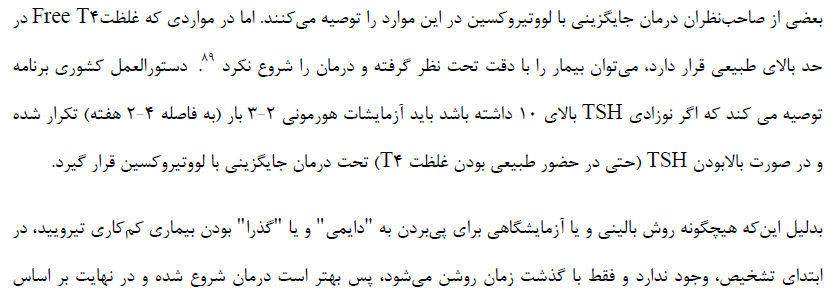 بعضی از صاحب‌نظران درمان جایگزینی با لووتیروکسین در این موارد را توصیه می‌کنند. اما در مواردی که غلظت Free T۴ در
حد بالای طبیعی قرار دارد، می‌توان بیمار را با دقت تحت نظر گرفته و درمان را شروع نکرد ۸۹. دستورالعمل کشوری برنامه
توصیه می کند که اگر نوزادی TSH بالای ۱۰ داشته باشد باید آزمایشات هورمونی ۲-۳ بار (به فاصله ۴-۲ هفته) تکرار شده
و در صورت بالابودن TSH (حتی در حضور طبیعی بودن غلظت T۴) تحت درمان جایگزینی با لووتیروکسین قرار گیرد.
بدلیل این‌که هیچگونه روش بالینی و یا آزمایشگاهی برای پی‌بردن به "دایمی" و یا "گذرا" بودن بیماری کم‌کاری تیرویید، در
ابتدای تشخیص، وجود ندارد و فقط با گذشت زمان روشن می‌شود، پس بهتر است درمان شروع شده و در نهایت بر اساس